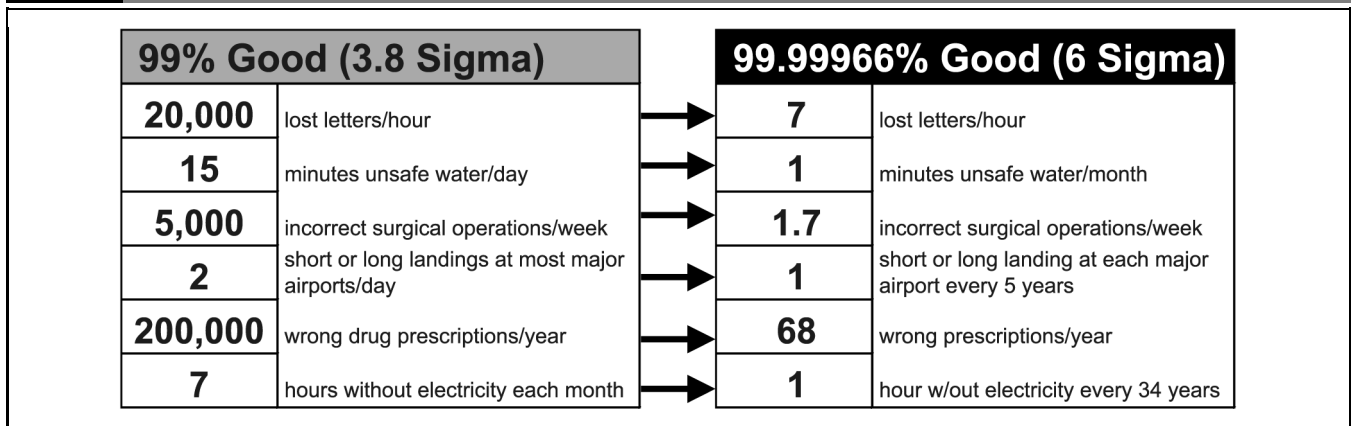 99% Good (3.8 Sigma)
99.99966% Good (6 Sigma)
20,000 lost letters/hour
7 lost letters/hour
15 minutes unsafe water/day
1 minutes unsafe water/month
5,000 incorrect surgical operations/week
1.7 incorrect surgical operations/week
2 short or long landings at most major
airports/day
1 short or long landing at each major
airport every 5 years
200,000 wrong drug prescriptions/year
68 wrong prescriptions/year
7 hours without electricity each month
1 hour w/out electricity every 34 years